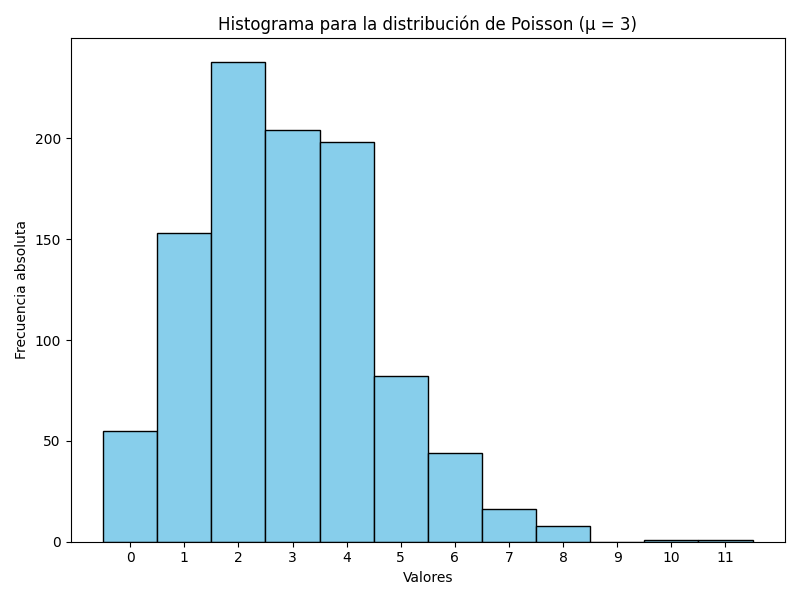 Histograma para la distribución de Poisson (μ = 3)
Frecuencia absoluta
200
150
100
50
0
0 1 2 3 4 5 6 7 8 9 10 11
Valores